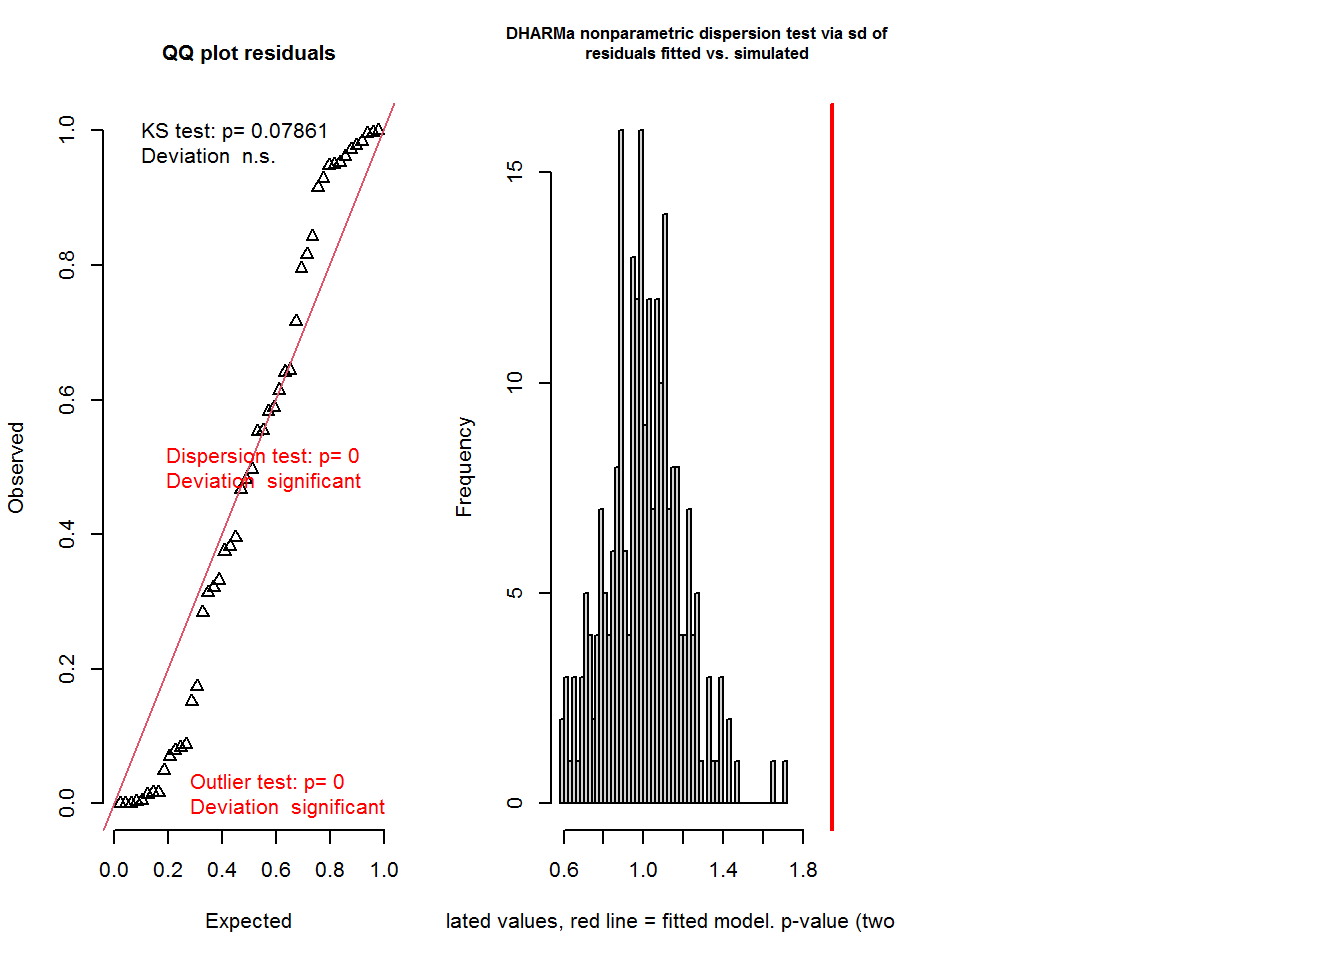 QQ plot residuals
KS test: p= 0.07861
Deviation  n.s.
Dispersion test: p= 0
Deviation  significant
Outlier test: p= 0
Deviation  significant
Observed
0.0
0.2
0.4
0.6
0.8
1.0
0.0 0.2 0.4 0.6 0.8 1.0
Expected
DHARMa nonparametric dispersion test via sd of
residuals fitted vs. simulated
Frequency
0
5
10
15
0.6 1.0 1.4 1.8
lated values, red line = fitted model. p-value (two